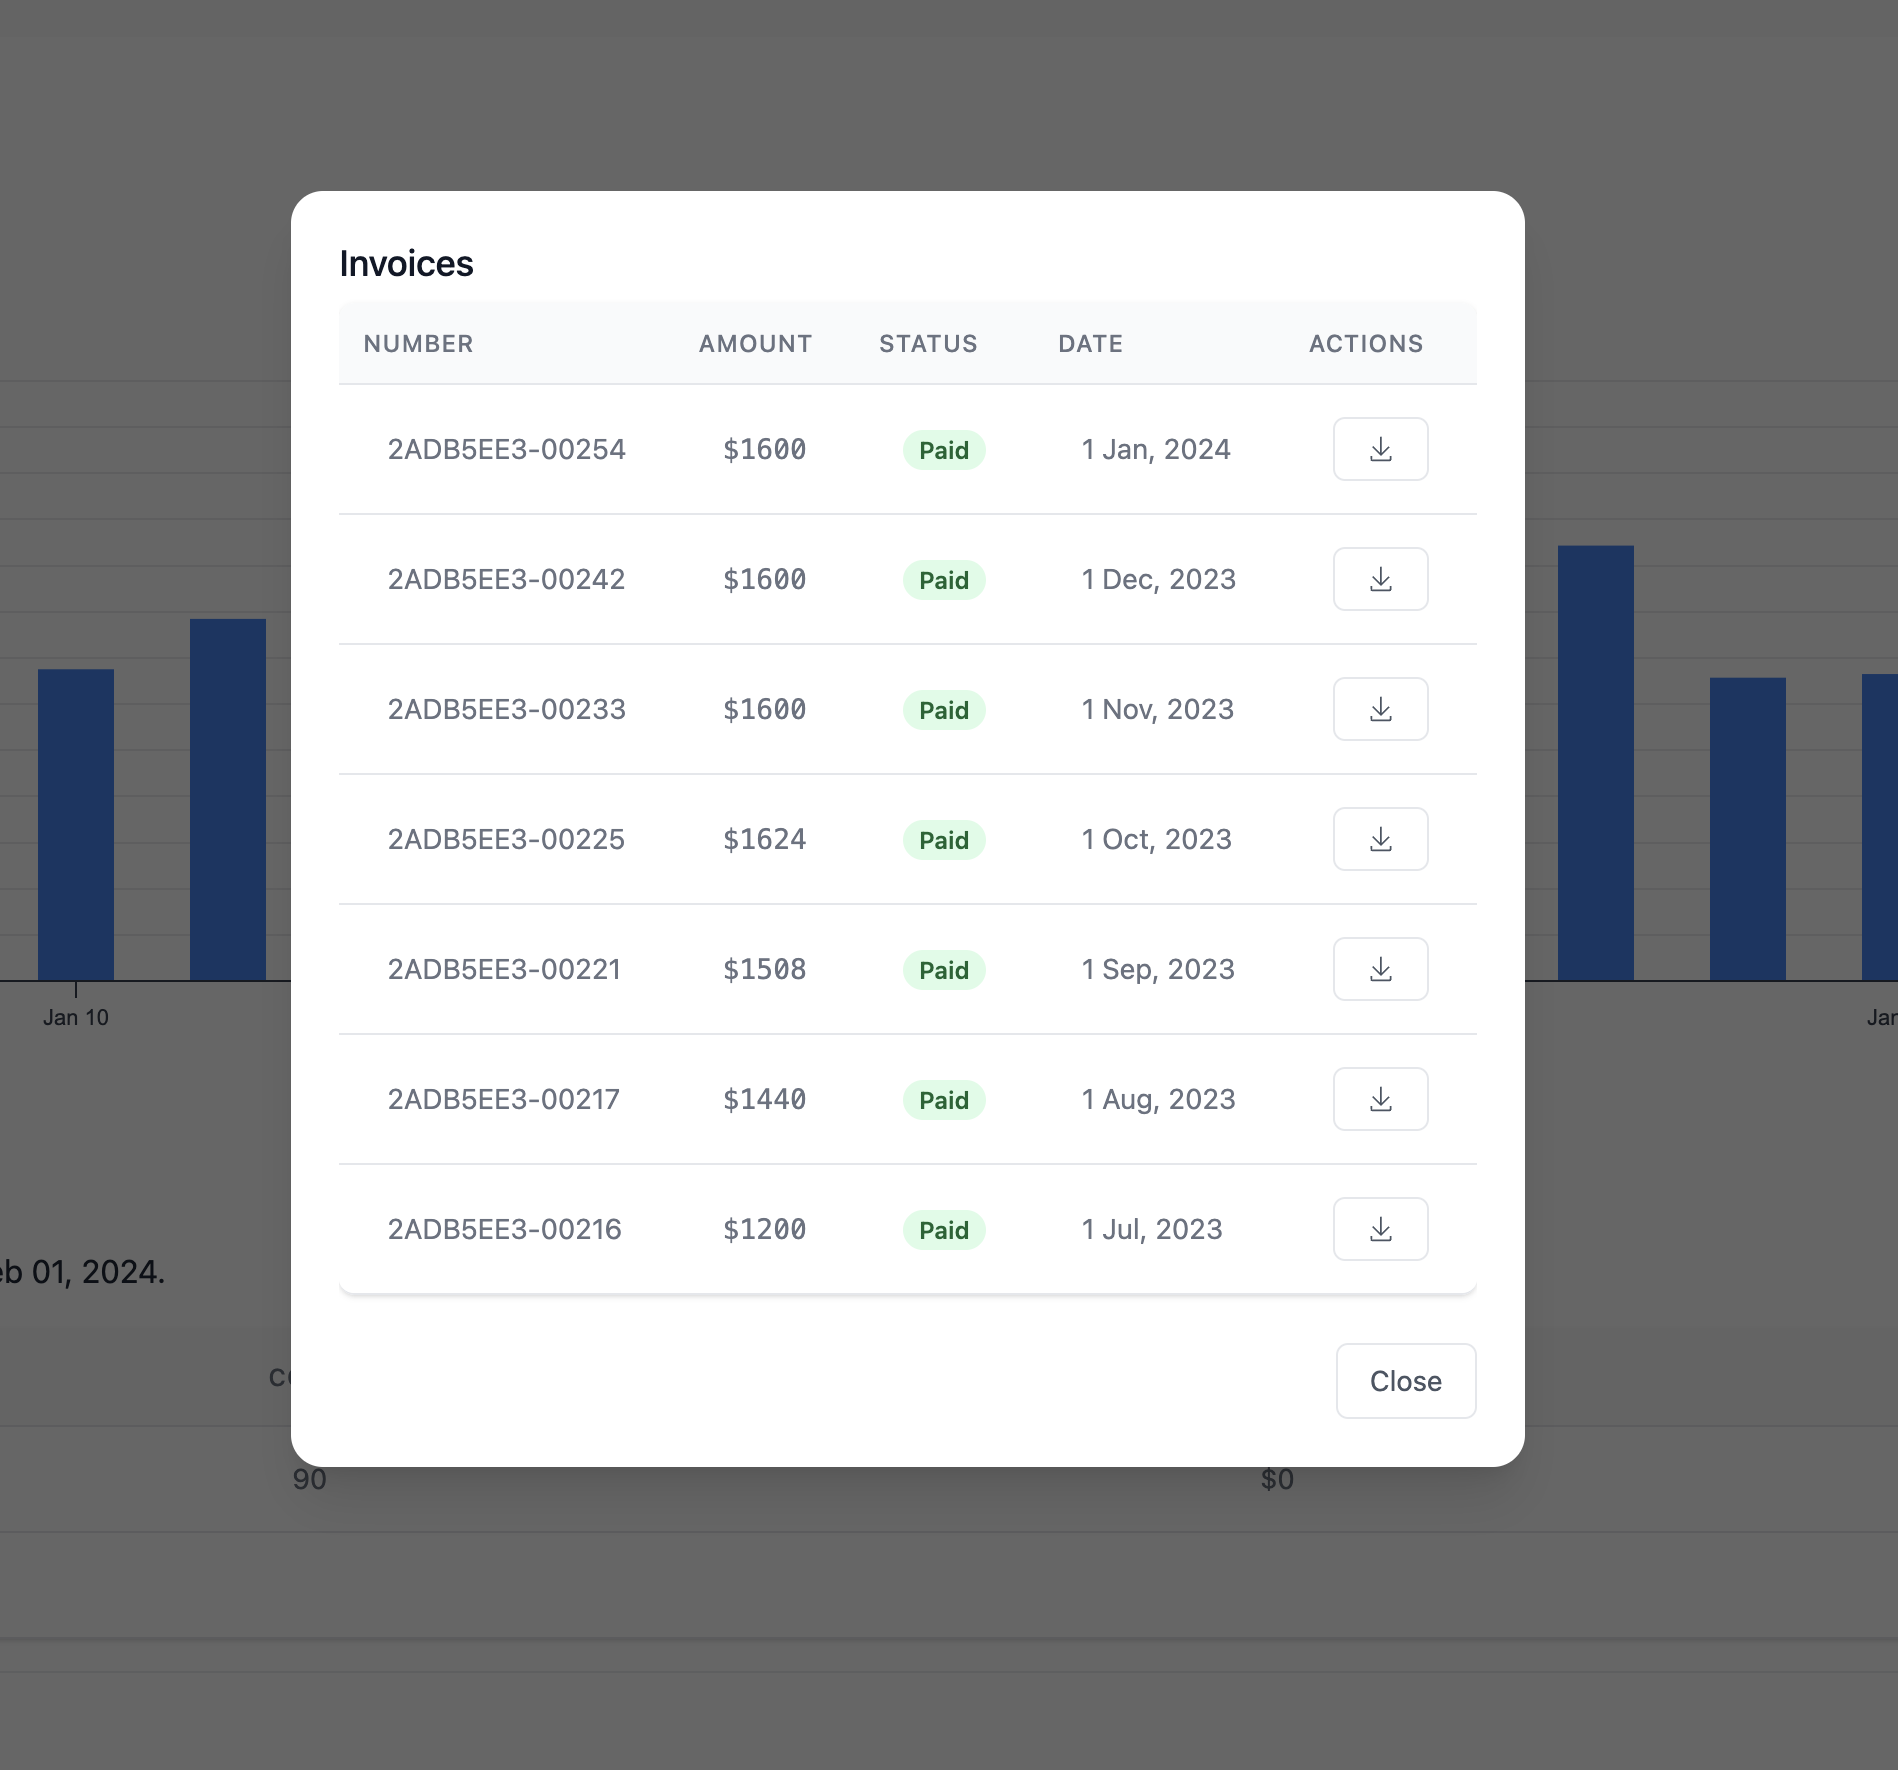 Invoices
NUMBER AMOUNT STATUS DATE ACTIONS
2ADB5EE3-00254 $1600 Paid 1 Jan, 2024
2ADB5EE3-00242 $1600 Paid 1 Dec, 2023
2ADB5EE3-00233 $1600 Paid 1 Nov, 2023
2ADB5EE3-00225 $1624 Paid 1 Oct, 2023
2ADB5EE3-00221 $1508 Paid 1 Sep, 2023
Jan 10
2ADB5EE3-00217 $1440 Paid 1 Aug, 2023
2ADB5EE3-00216 $1200 Paid 1 Jul, 2023
01, 2024.
Close
90 $0